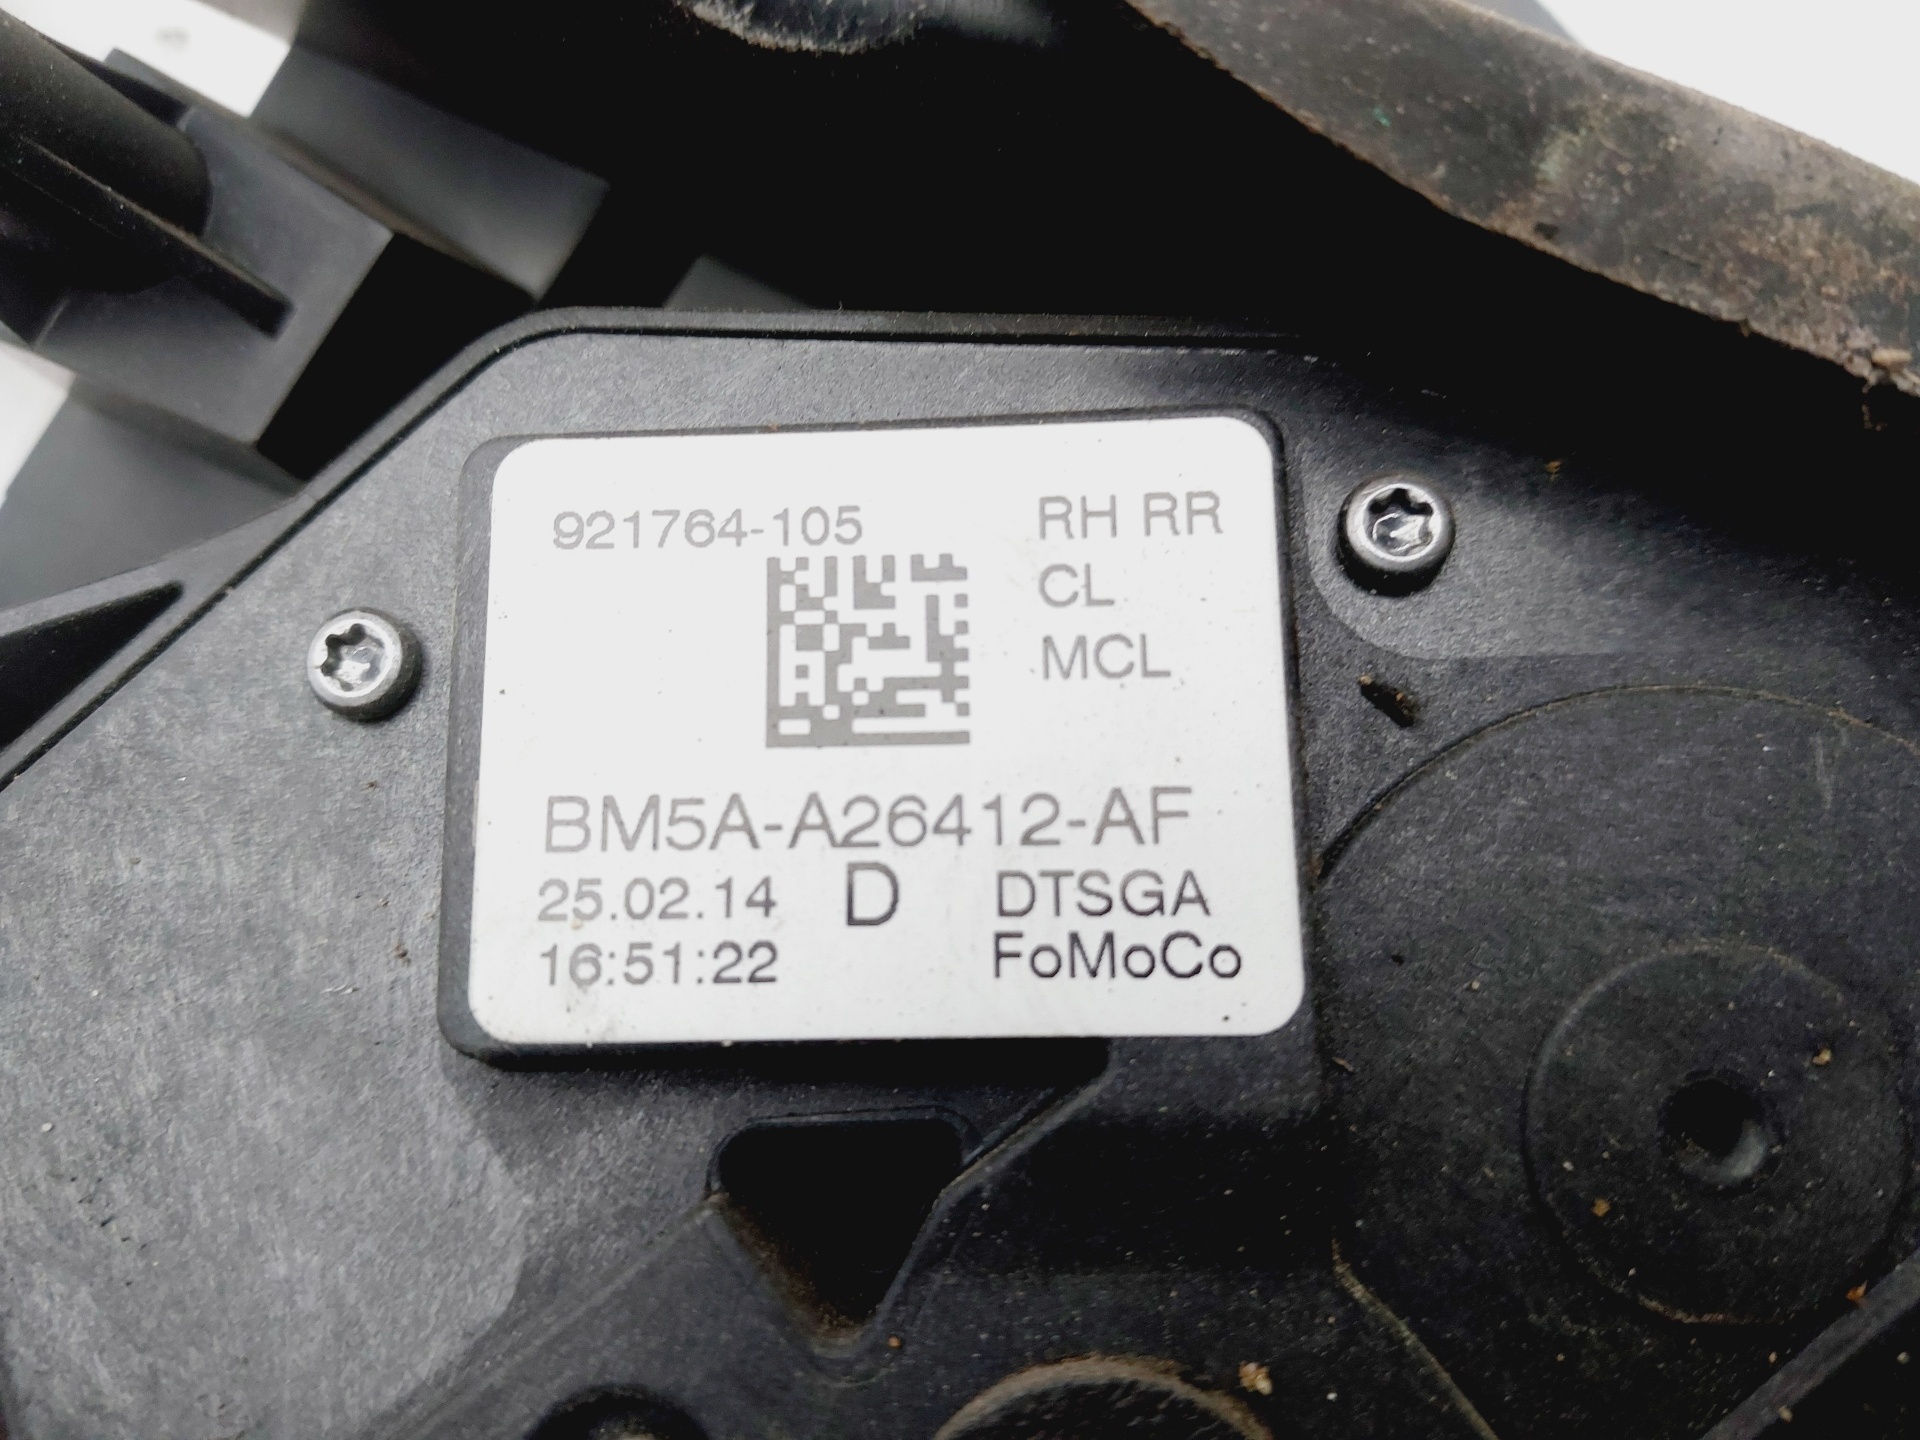 921764-105 RH RR
CL
MCL
BM5A-A26412-AF
25.02.14 D DTSGA
16:51:22 FoMoCo